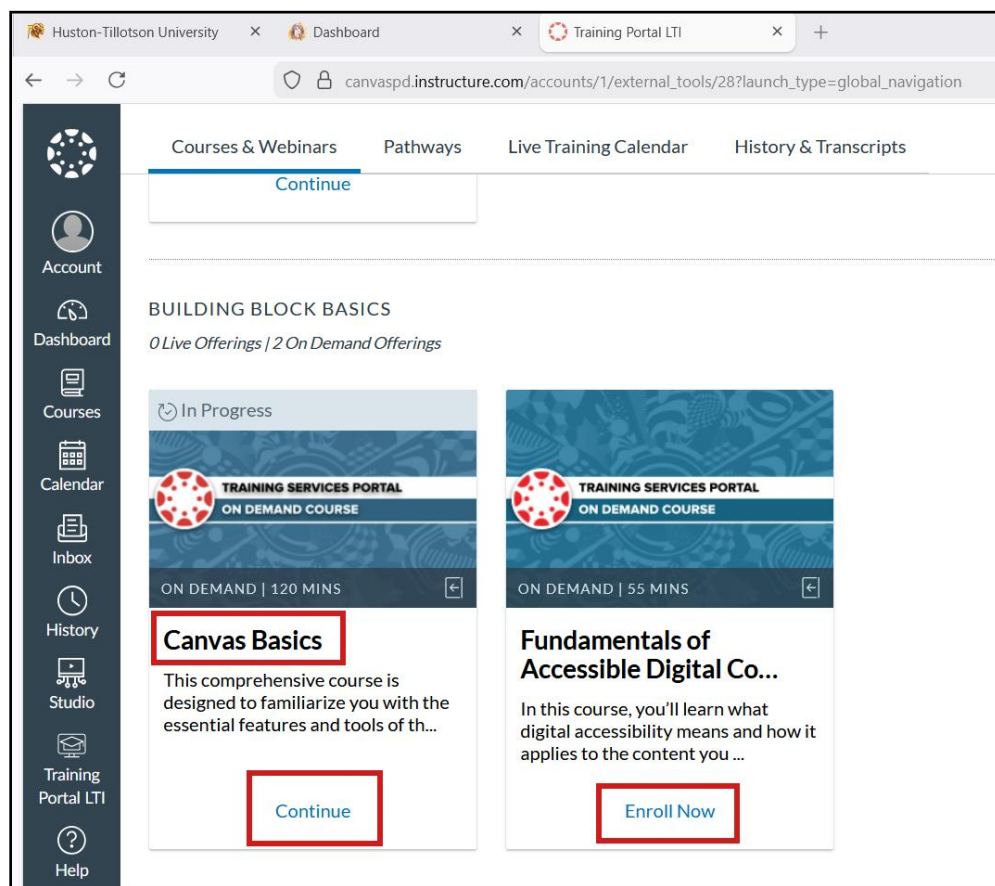 Huston-Tillotson University
Dashboard
Training Portal LTI
canvaspd.instructure.com/accounts/1/external_tools/28?launch_type=global_navigation
Courses & Webinars
Pathways
Live Training Calendar
History & Transcripts
Continue
Account
Dashboard
Courses
Calendar
Inbox
History
Studio
Training
Portal LTI
Help
BUILDING BLOCK BASICS
0 Live Offerings | 2 On Demand Offerings
In Progress
TRAINING SERVICES PORTAL
ON DEMAND COURSE
ON DEMAND | 120 MINS
Canvas Basics
This comprehensive course is
designed to familiarize you with the
essential features and tools of th...
Continue
TRAINING SERVICES PORTAL
ON DEMAND COURSE
ON DEMAND | 55 MINS
Fundamentals of
Accessible Digital Co...
In this course, you’ll learn what
digital accessibility means and how it
applies to the content you ...
Enroll Now